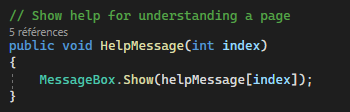 // Show help for understanding a page
5 références
public void HelpMessage(int index)
{
MessageBox.Show(helpMessage[index]);
}